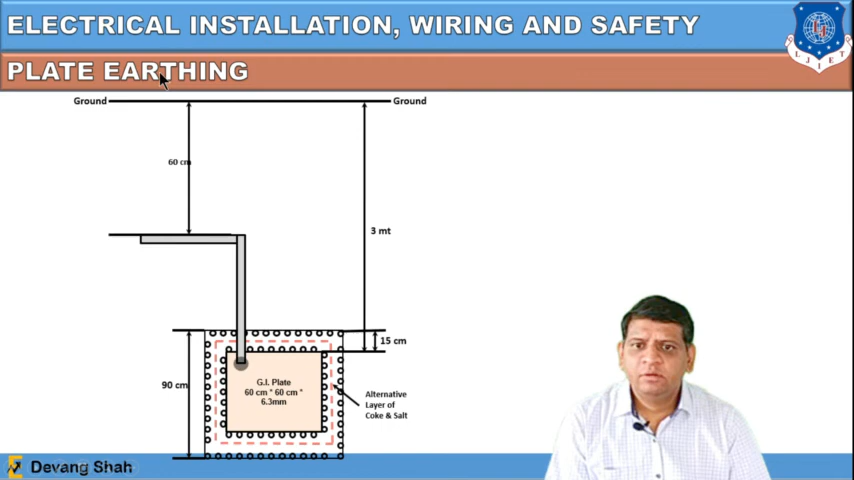 ELECTRICAL INSTALLATION, WIRING AND SAFETY
LJIET
PLATE EARTHING
Ground
Ground
60 cm
3 mt
15 cm
90 cm
G.I. Plate
60 cm * 60 cm *
6.3mm
Alternative
Layer of
Coke & Salt
Devang Shah